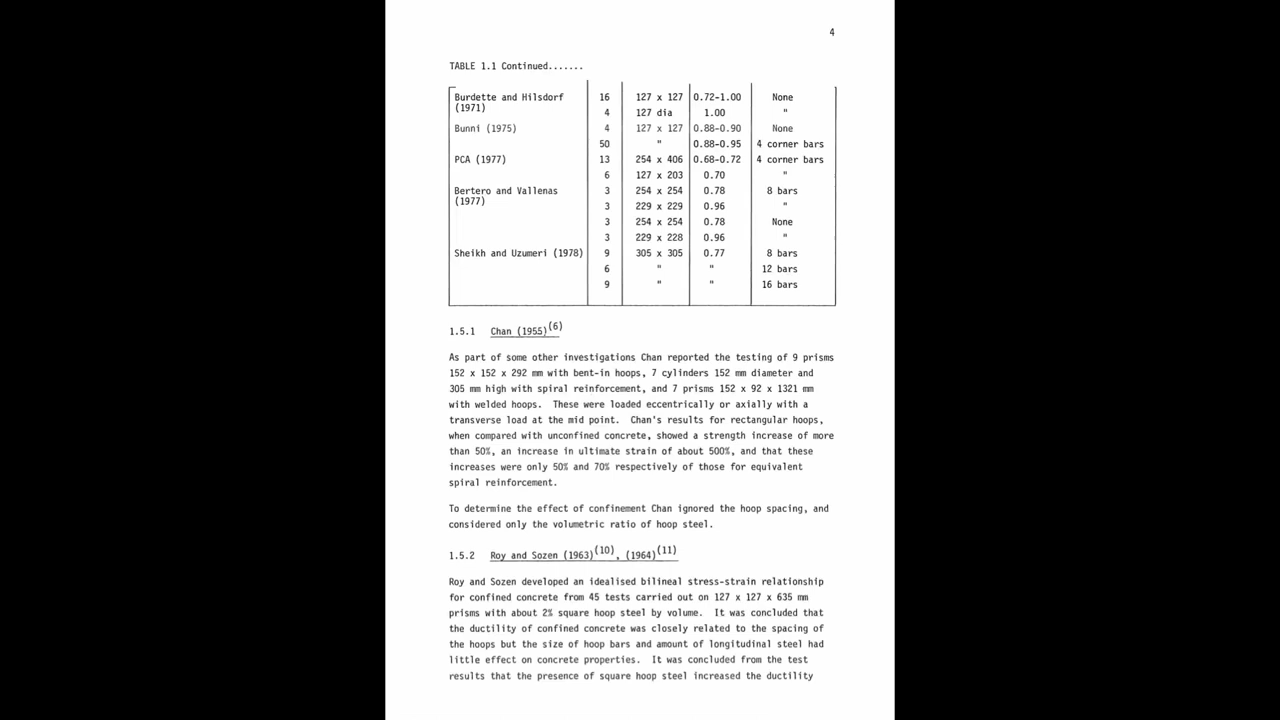 4
TABLE 1.1 Continued.......
Burdette and Hilsdorf 16 127 x 127 0.72-1.00 None
(1971) 4 127 dia 1.00 "
Bunni (1975) 4 127 x 127 0.88-0.90 None
50 " 0.88-0.95 4 corner bars
PCA (1977) 13 254 x 406 0.68-0.72 4 corner bars
6 127 x 203 0.70 "
Bertero and Vallenas 3 254 x 254 0.78 8 bars
(1977) 3 229 x 229 0.96 "
3 254 x 254 0.78 None
3 229 x 228 0.96 "
Sheikh and Uzumeri (1978) 9 305 x 305 0.77 8 bars
6 " " 12 bars
9 " " 16 bars
1.5.1 Chan (1955)(6)
As part of some other investigations Chan reported the testing of 9 prisms
152 x 152 x 292 mm with bent-in hoops, 7 cylinders 152 mm diameter and
305 mm high with spiral reinforcement, and 7 prisms 152 x 92 x 1321 mm
with welded hoops. These were loaded eccentrically or axially with a
transverse load at the mid point. Chan's results for rectangular hoops,
when compared with unconfined concrete, showed a strength increase of more
than 50%, an increase in ultimate strain of about 500%, and that these
increases were only 50% and 70% respectively of those for equivalent
spiral reinforcement.
To determine the effect of confinement Chan ignored the hoop spacing, and
considered only the volumetric ratio of hoop steel.
1.5.2 Roy and Sozen (1963)(10), (1964)(11)
Roy and Sozen developed an idealised bilineal stress-strain relationship
for confined concrete from 45 tests carried out on 127 x 127 x 635 mm
prisms with about 2% square hoop steel by volume. It was concluded that
the ductility of confined concrete was closely related to the spacing of
the hoops but the size of hoop bars and amount of longitudinal steel had
little effect on concrete properties. It was concluded from the test
results that the presence of square hoop steel increased the ductility